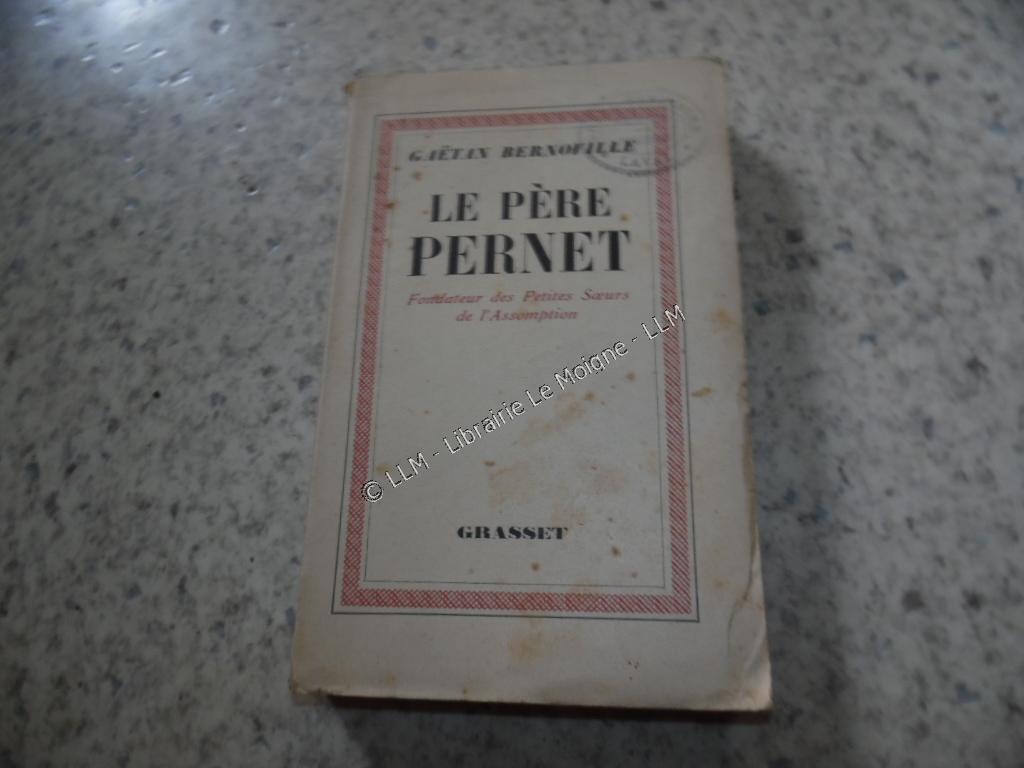 GAËTAN BERNOVILLE
LE PÈRE
PERNET
Fondateur des Petites Sœurs
de l'Assomption
© LLM - Librairie Le Moigne - LLM
GRASSET